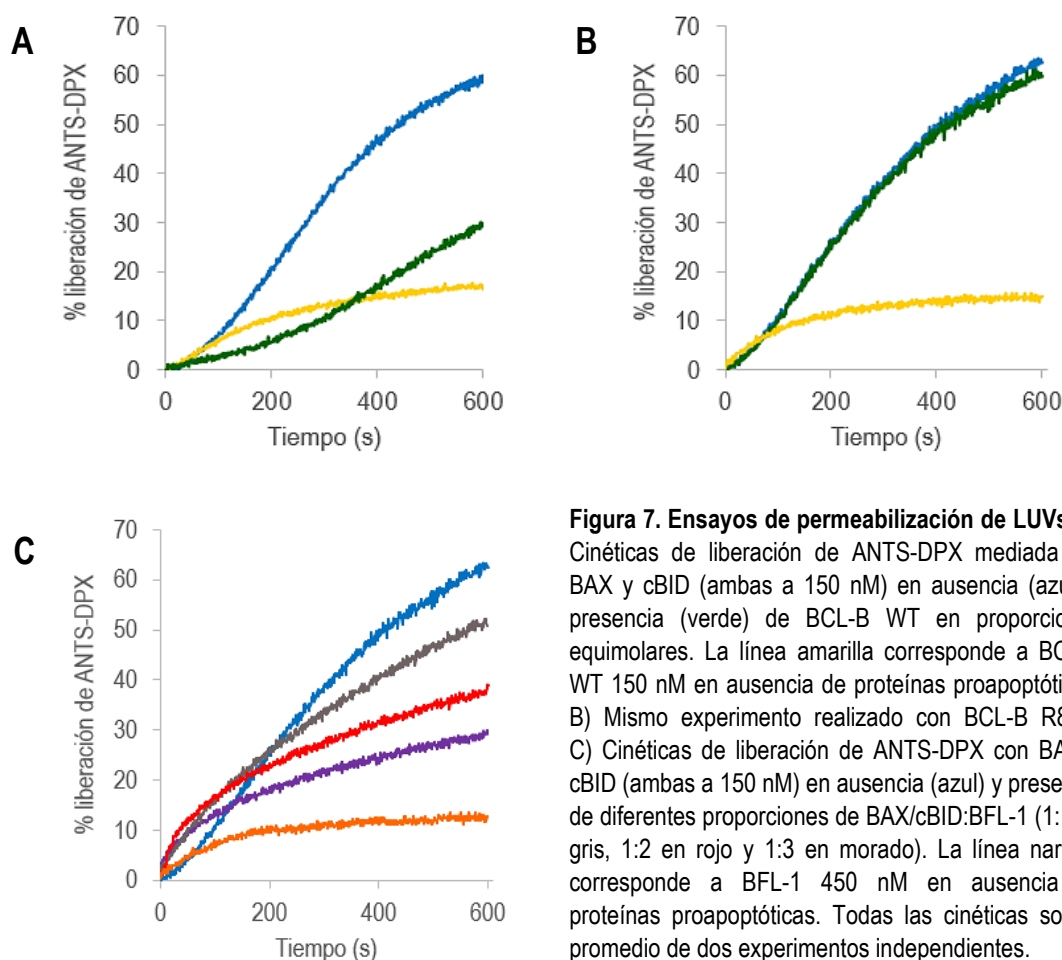 A
% liberación de ANTS-DPX
70
60
50
40
30
20
10
0
0 200 400 600
Tiempo (s)
B
% liberación de ANTS-DPX
70
60
50
40
30
20
10
0
0 200 400 600
Tiempo (s)
C
% liberación de ANTS-DPX
70
60
50
40
30
20
10
0
0 200 400 600
Tiempo (s)
Figura 7. Ensayos de permeabilización de LUVs
Cinéticas de liberación de ANTS-DPX mediada
BAX y cBID (ambas a 150 nM) en ausencia (azu
presencia (verde) de BCL-B WT en proporcio
equimolares. La línea amarilla corresponde a BC
WT 150 nM en ausencia de proteínas proapoptóti
B) Mismo experimento realizado con BCL-B R8
C) Cinéticas de liberación de ANTS-DPX con BA
cBID (ambas a 150 nM) en ausencia (azul) y prese
de diferentes proporciones de BAX/cBID:BFL-1 (1:
gris, 1:2 en rojo y 1:3 en morado). La línea nar
corresponde a BFL-1 450 nM en ausencia
proteínas proapoptóticas. Todas las cinéticas so
promedio de dos experimentos independientes.